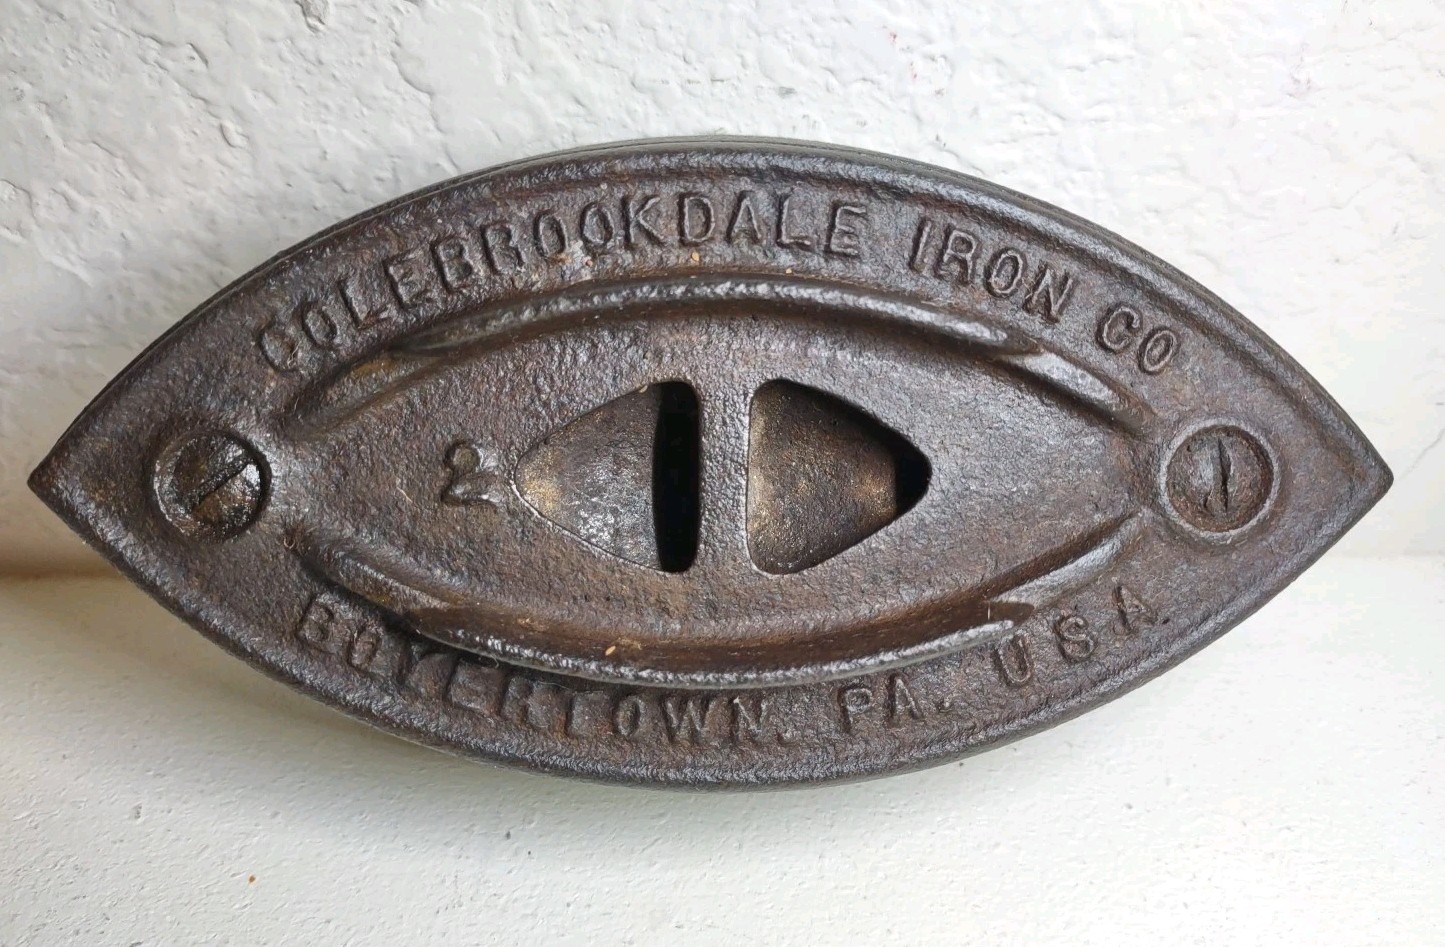 COLEBROOKDALE IRON CO
2
BOYERTOWN. PA. USA